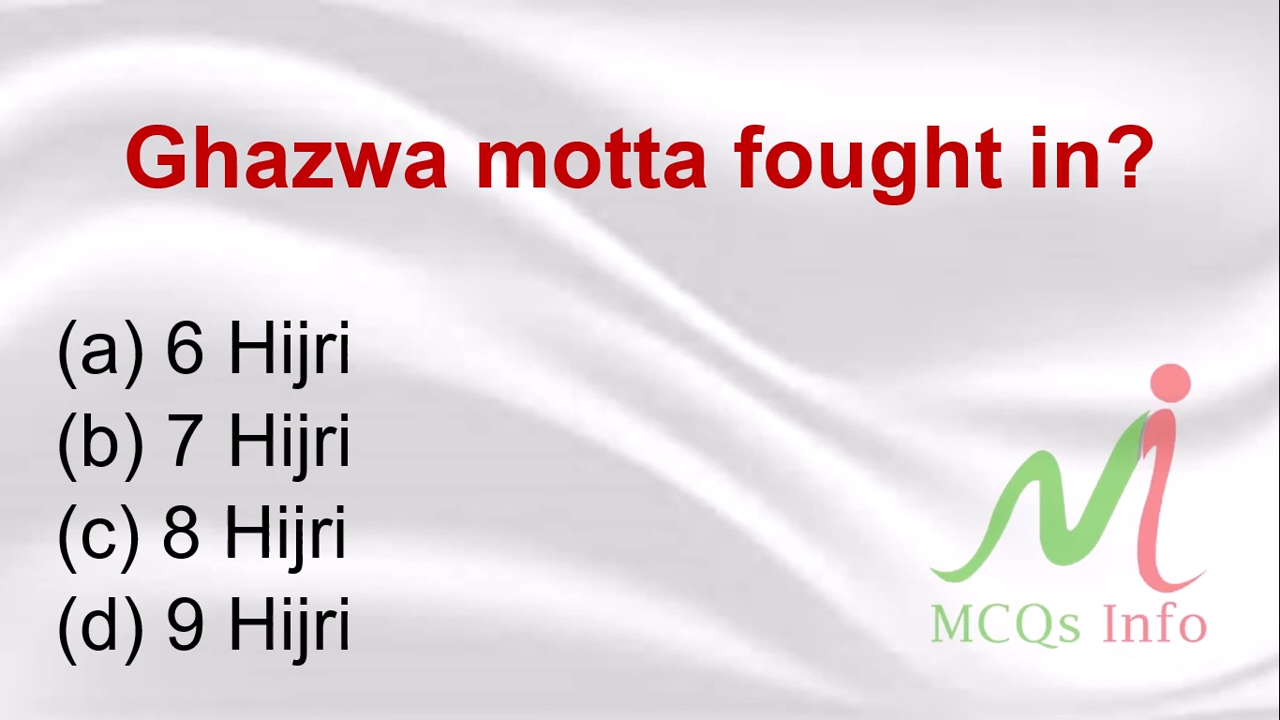 Ghazwa motta fought in?
(a) 6 Hijri
(b) 7 Hijri
(c) 8 Hijri
(d) 9 Hijri
MCQs Info